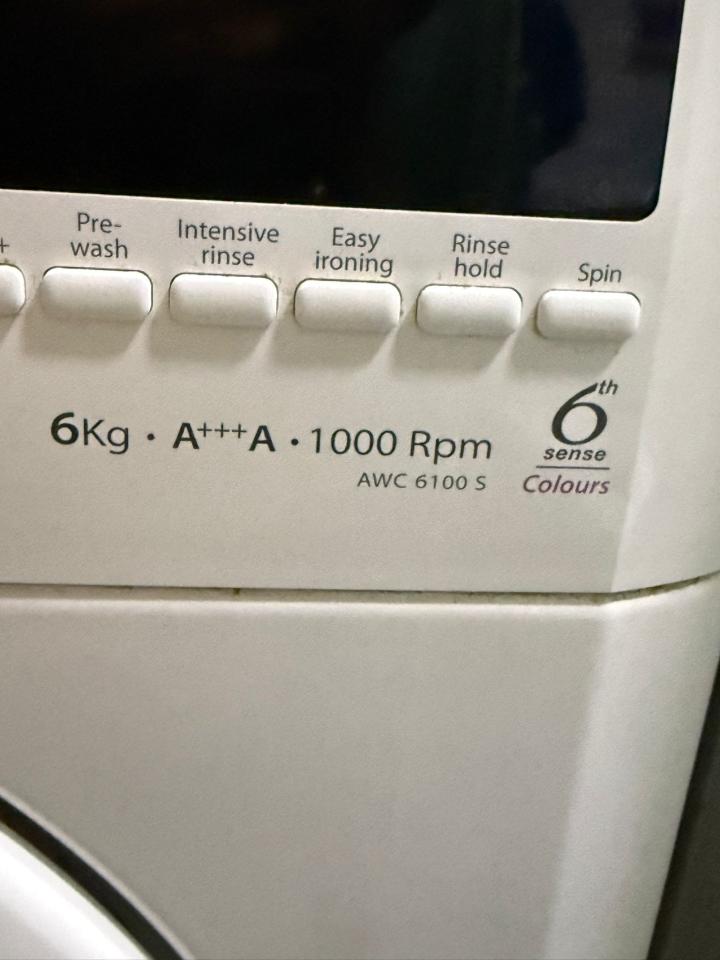 +
Pre-
wash
Intensive
rinse
Easy
ironing
Rinse
hold
Spin
6Kg · A+++A · 1000 Rpm
AWC 6100 S
6th
sense
Colours